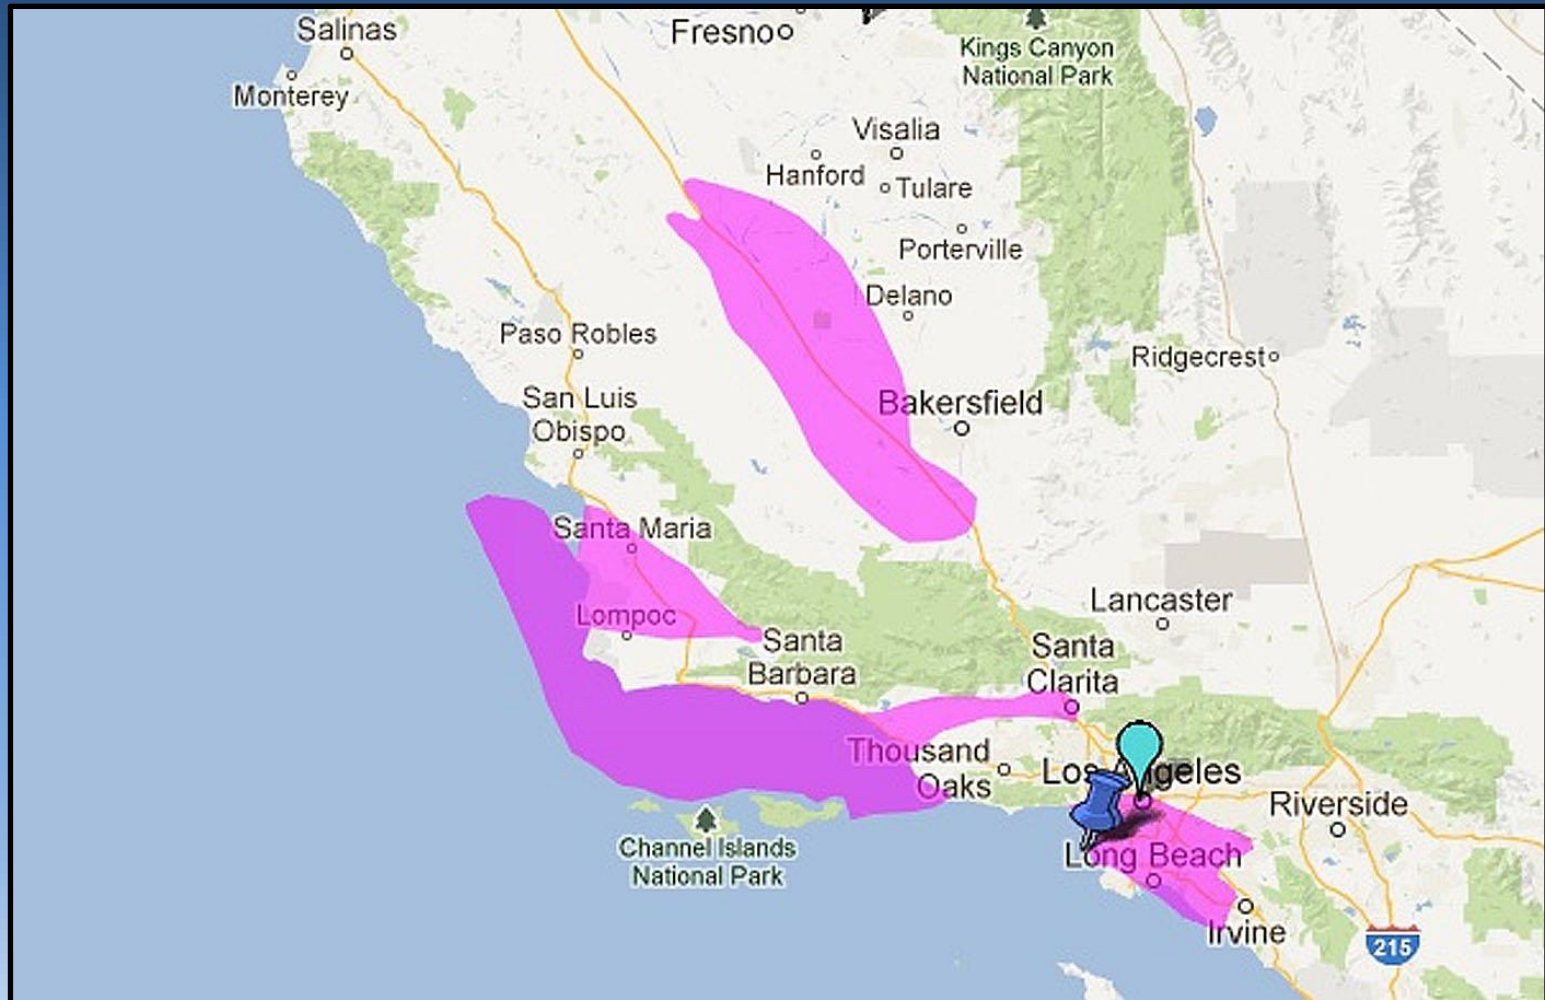 Salinas
Fresno
Kings Canyon
National Park
Monterey
Visalia
Hanford
Tulare
Porterville
Delano
Paso Robles
Ridgecrest
San Luis
Obispo
Bakersfield
Santa Maria
Lancaster
Lompoc
Santa
Barbara
Santa
Clarita
Thousand
Oaks
Los Angeles
Riverside
Channel Islands
National Park
Long Beach
Irvine
215